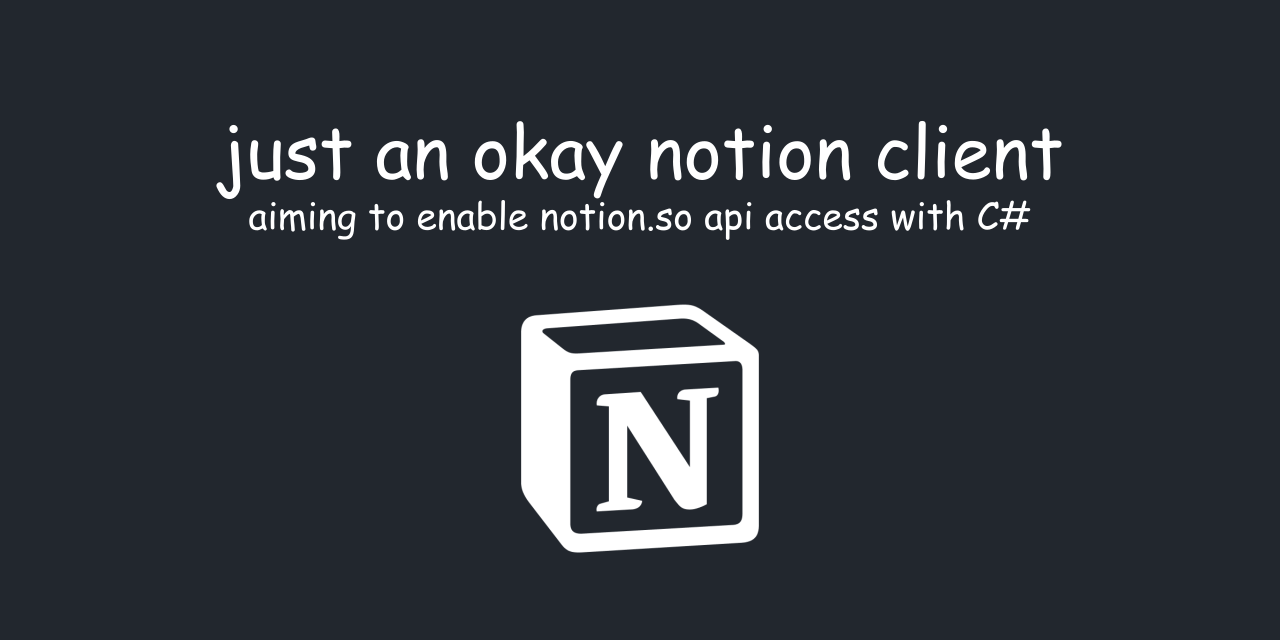 just an okay notion client
aiming to enable notion.so api access with C#
N